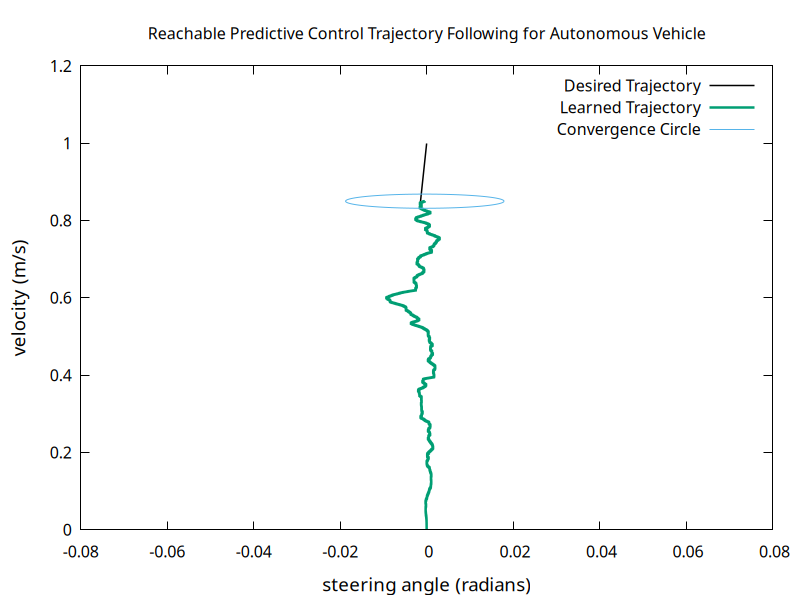 Reachable Predictive Control Trajectory Following for Autonomous Vehicle
Desired Trajectory
Learned Trajectory
Convergence Circle
velocity (m/s)
1.2
1
0.8
0.6
0.4
0.2
0
-0.08 -0.06 -0.04 -0.02 0 0.02 0.04 0.06 0.08
steering angle (radians)